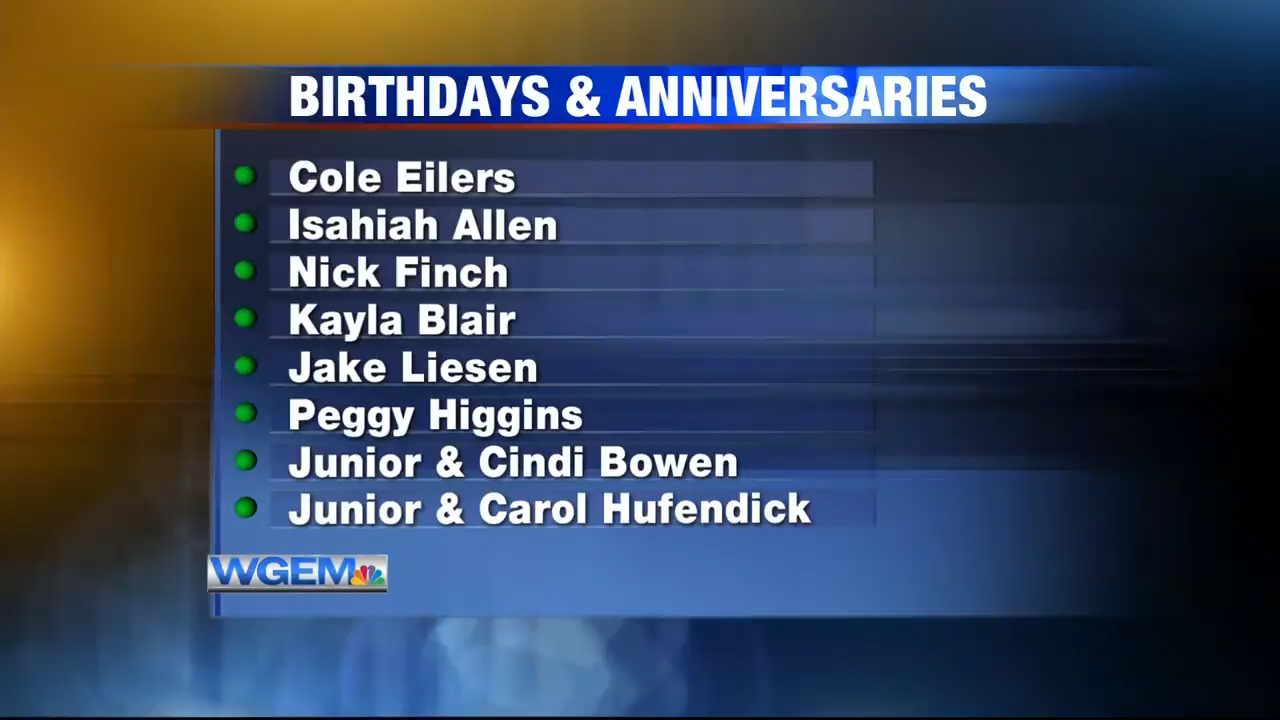 BIRTHDAYS & ANNIVERSARIES
Cole Eilers
Isahiah Allen
Nick Finch
Kayla Blair
Jake Liesen
Peggy Higgins
Junior & Cindi Bowen
Junior & Carol Hufendick
WGEM